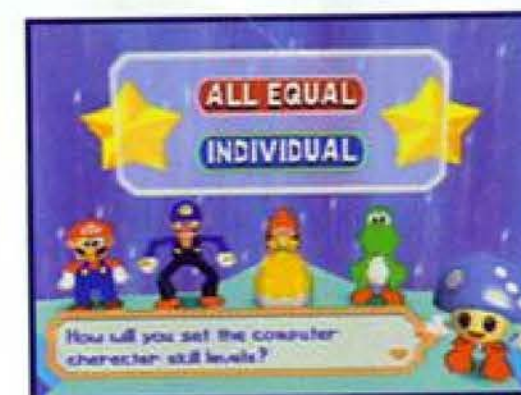 ALL EQUAL
INDIVIDUAL
How will you set the computer
character skill levels?